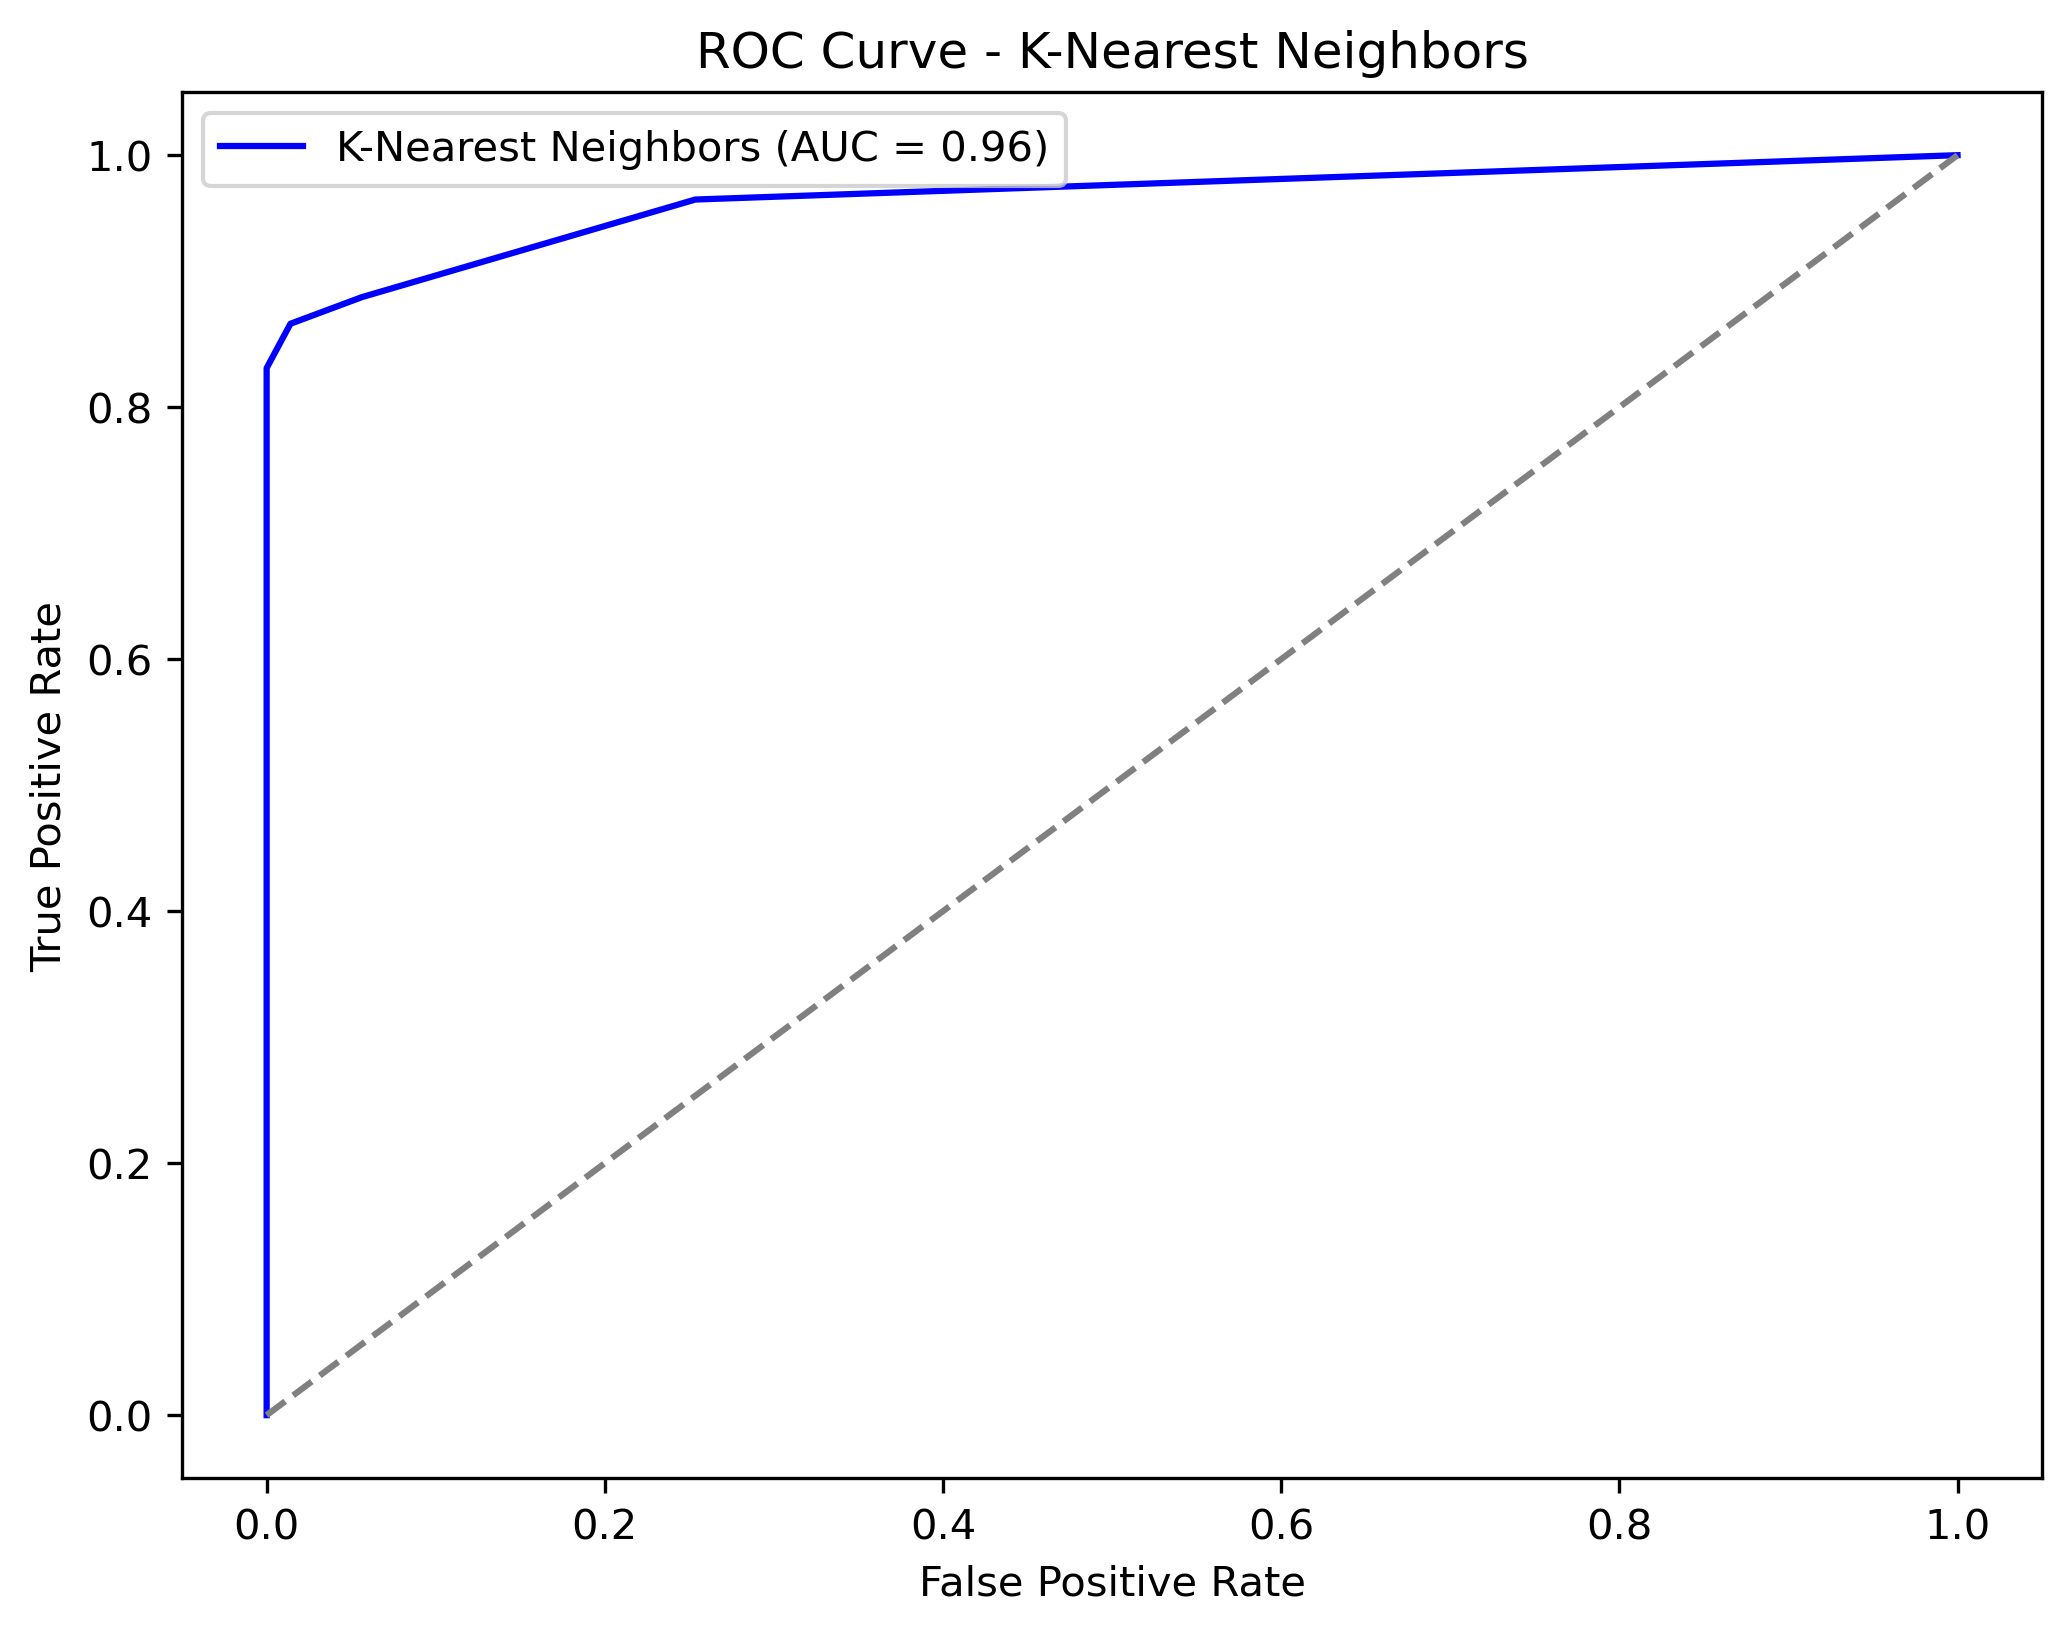 ROC Curve - K-Nearest Neighbors
K-Nearest Neighbors (AUC = 0.96)
1.0
0.8
0.6
0.4
0.2
0.0
True Positive Rate
0.0 0.2 0.4 0.6 0.8 1.0
False Positive Rate